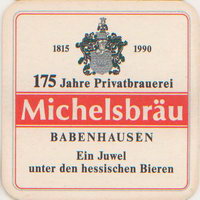 1815 1990
175 Jahre Privatbrauerei
Michelsbräu
BABENHAUSEN
Ein Juwel
unter den hessischen Bieren